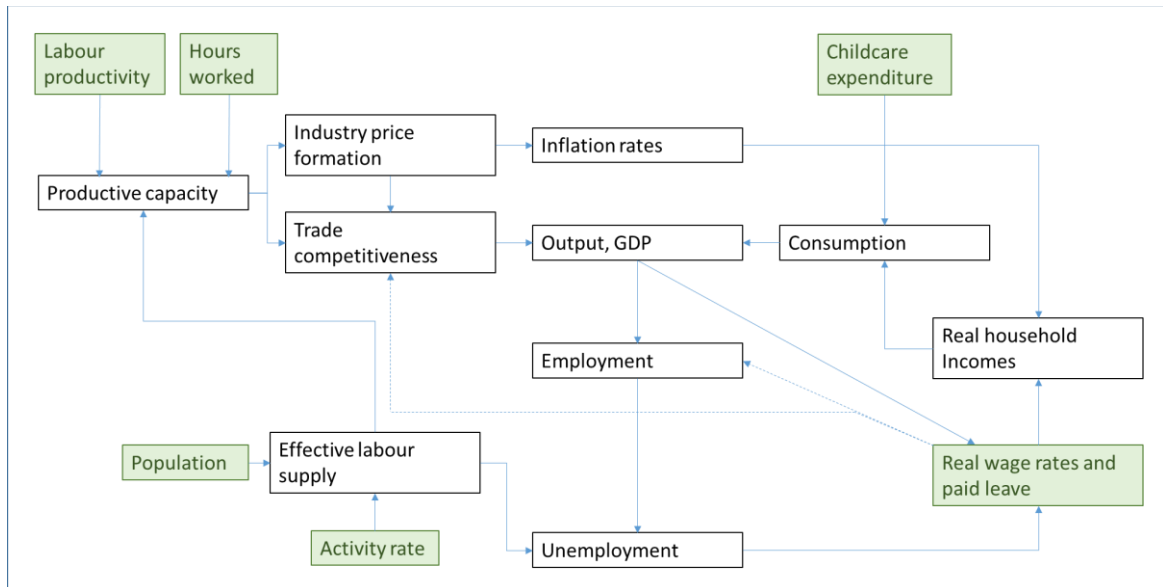 Labour
productivity
Hours
worked
Childcare
expenditure
Industry price
formation
Inflation rates
Productive capacity
Trade
competitiveness
Output, GDP
Consumption
Employment
Real household
Incomes
Population
Effective labour
supply
Real wage rates and
paid leave
Activity rate
Unemployment